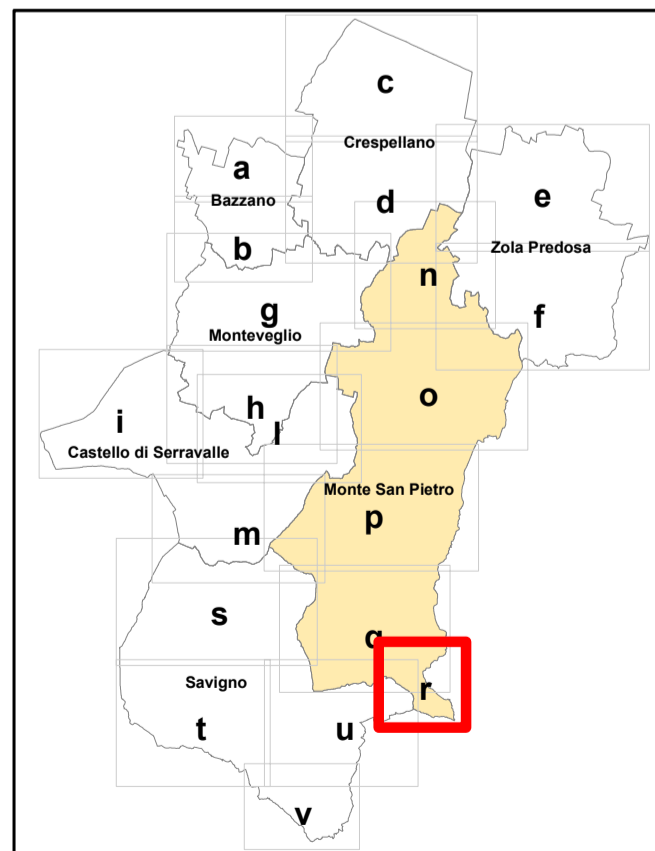 c
Crespellano
a
Bazzano
d
e
b
Zola Predosa
n
g
f
Monteveglio
o
h
i
l
Castello di Serravalle
Monte San Pietro
p
m
s
q
Savigno
r
t
u
v